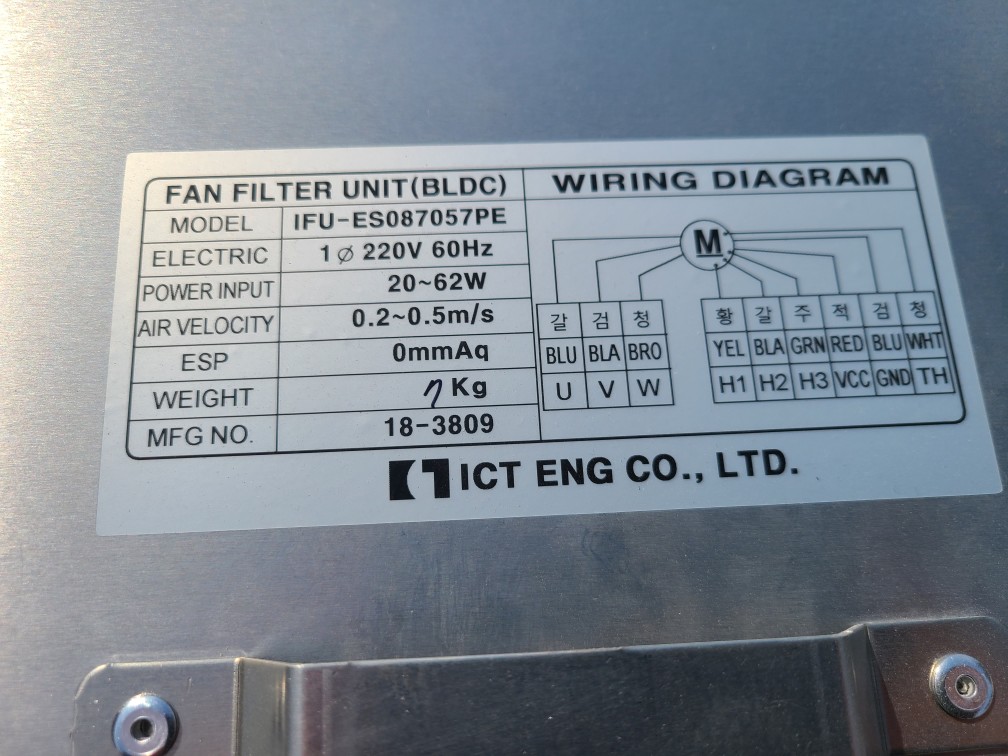 FAN FILTER UNIT(BLDC)
MODEL IFU-ES087057PE
ELECTRIC 1Ø 220V 60Hz
POWER INPUT 20~62W
AIR VELOCITY 0.2~0.5m/s
ESP 0mmAq
WEIGHT 7 Kg
MFG NO. 18-3809
WIRING DIAGRAM
M
갈 검 청 황 갈 주 적 검 청
BLU BLA BRO YEL BLA GRN RED BLU WHT
U V W H1 H2 H3 VCC GND TH
ICT ENG CO., LTD.